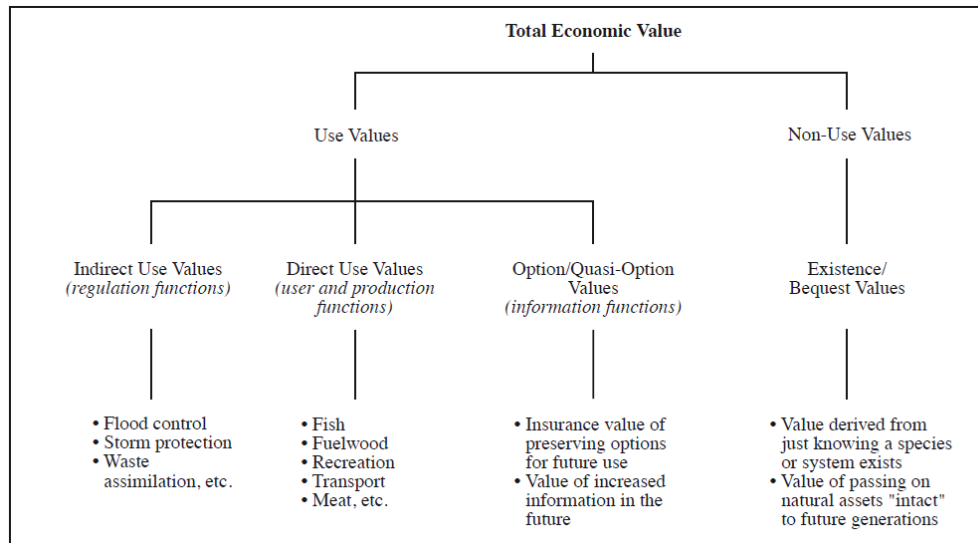 Total Economic Value
Use Values
Non-Use Values
Indirect Use Values
(regulation functions)
Direct Use Values
(user and production
functions)
Option/Quasi-Option
Values
(information functions)
Existence/
Bequest Values
• Flood control
• Storm protection
• Waste
assimilation, etc.
• Fish
• Fuelwood
• Recreation
• Transport
• Meat, etc.
• Insurance value of
preserving options
for future use
• Value of increased
information in the
future
• Value derived from
just knowing a species
or system exists
• Value of passing on
natural assets "intact"
to future generations